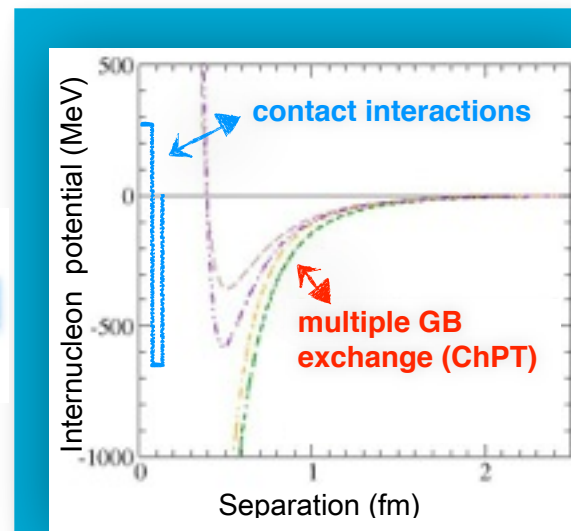 500
0
-500
-1000
Internucleon potential (MeV)
contact interactions
multiple GB
exchange (ChPT)
0
1
2
Separation (fm)